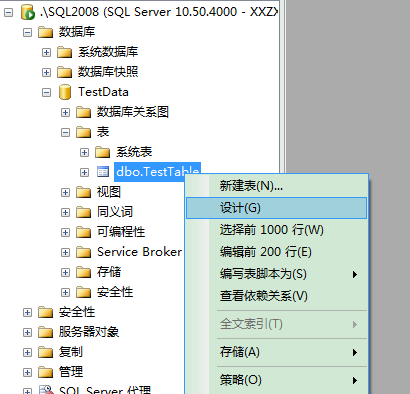 .\SQL2008 (SQL Server 10.50.4000 - XXZX
数据库
系统数据库
数据库快照
TestData
数据库关系图
表
系统表
dbo.TestTable
视图
同义词
可编程性
Service Broker
存储
安全性
安全性
服务器对象
复制
管理
SQL Server 代理
新建表(N)...
设计(G)
选择前 1000 行(W)
编辑前 200 行(E)
编写表脚本为(S)
查看依赖关系(V)
全文索引(T)
存储(A)
策略(O)